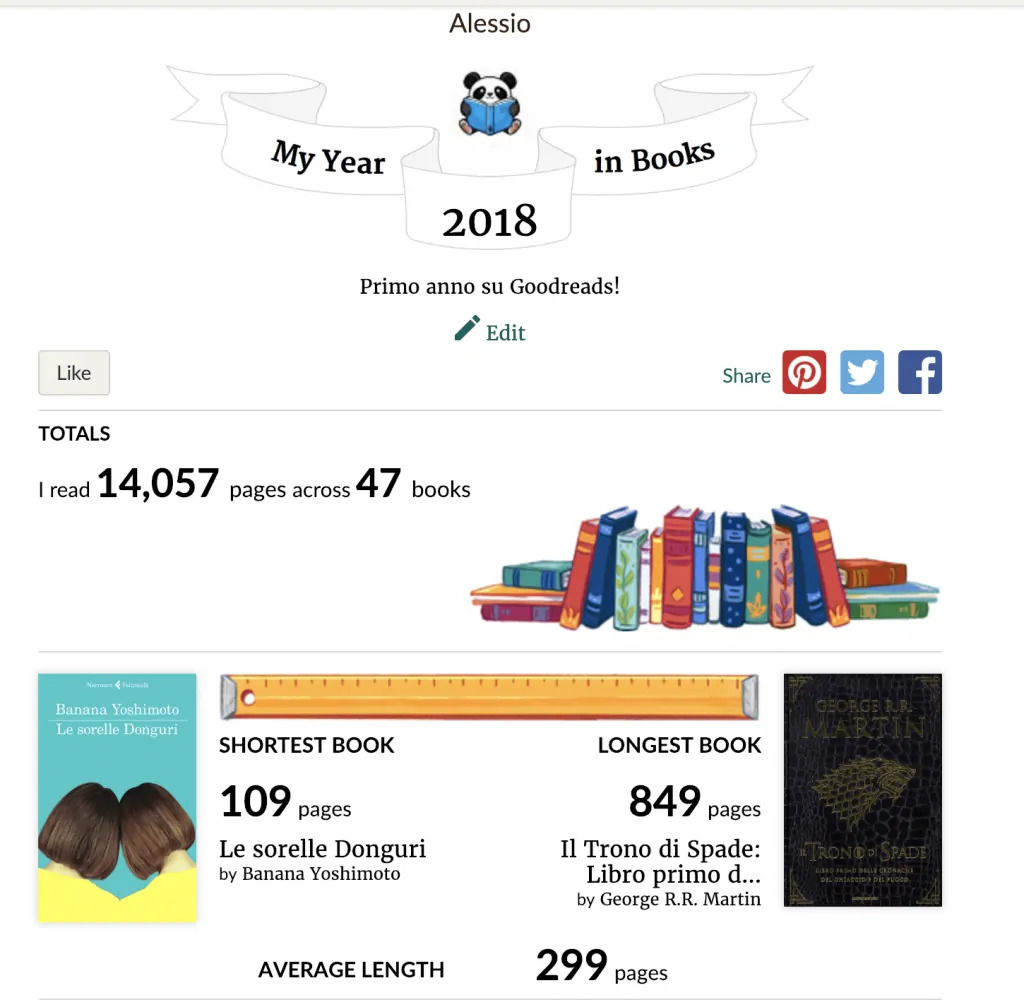 Alessio
My Year
in Books
2018
Primo anno su Goodreads!
Edit
Like
Share
TOTALS
I read 14,057 pages across 47 books
Narratori Feltrinelli
Banana Yoshimoto
Le sorelle Donguri
SHORTEST BOOK
109 pages
Le sorelle Donguri
by Banana Yoshimoto
LONGEST BOOK
849 pages
Il Trono di Spade:
Libro primo d...
by George R.R. Martin
GEORGE R.R.
MARTIN
IL TRONO DI SPADE
LIBRO PRIMO DELLE CRONACHE
DEL GHIACCIO E DEL FUOCO
AVERAGE LENGTH 299 pages